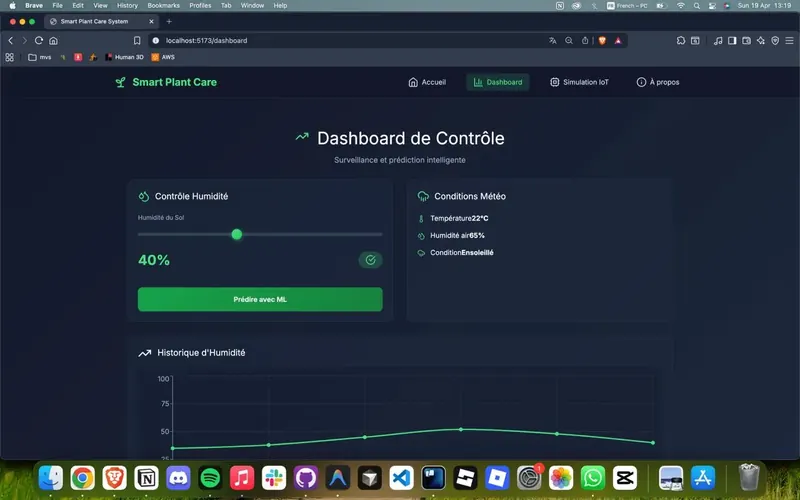 Brave File Edit View History Bookmarks Profiles Tab Window Help
French – PC
Sun 19 Apr 13:19
Smart Plant Care System
localhost:5173/dashboard
mvs
Human 3D
AWS
Smart Plant Care
Accueil
Dashboard
Simulation IoT
À propos
Dashboard de Contrôle
Surveillance et prédiction intelligente
Contrôle Humidité
Humidité du Sol
40%
Prédire avec ML
Conditions Météo
Température22°C
Humidité air65%
ConditionEnsoleillé
Historique d'Humidité
100
75
50
25